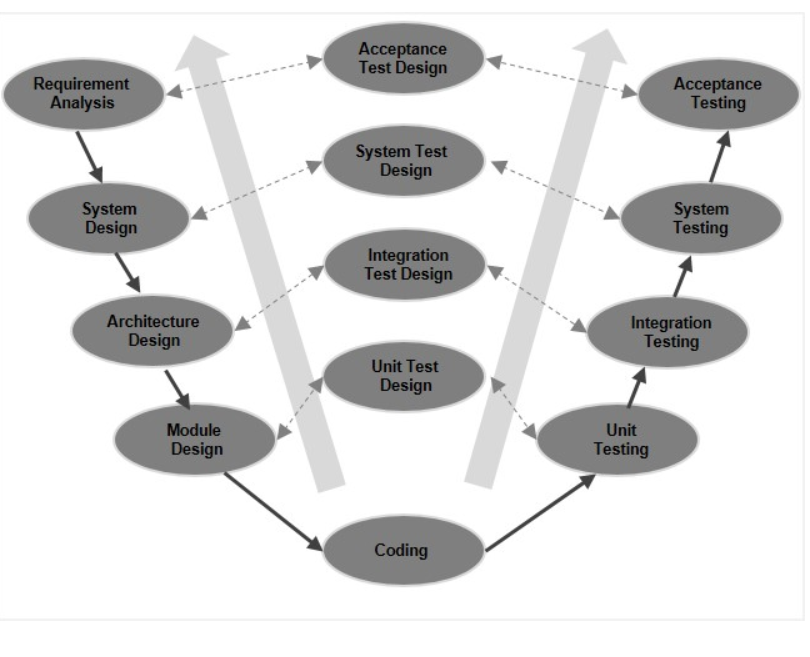 Acceptance
Test Design
Requirement
Analysis
Acceptance
Testing
System Test
Design
System
Design
System
Testing
Integration
Test Design
Architecture
Design
Integration
Testing
Unit Test
Design
Module
Design
Unit
Testing
Coding